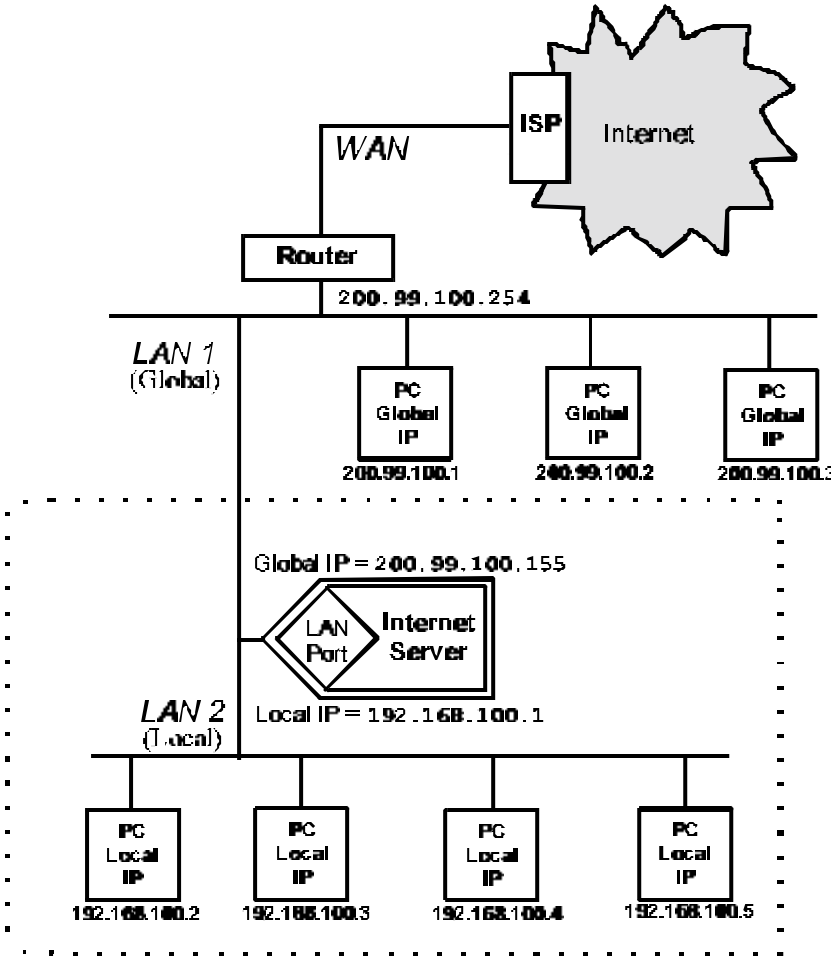 ISP
Internet
WAN
Router
200.99.100.254
LAN 1
(Global)
PC
Global
IP
200.99.100.1
PC
Global
IP
200.99.100.2
PC
Global
IP
200.99.100.3
Global IP = 200.99.100.155
LAN
Port
Internet
Server
Local IP = 192.168.100.1
LAN 2
(Local)
PC
Local
IP
192.168.100.2
PC
Local
IP
192.168.100.3
PC
Local
IP
192.168.100.4
PC
Local
IP
192.168.100.5